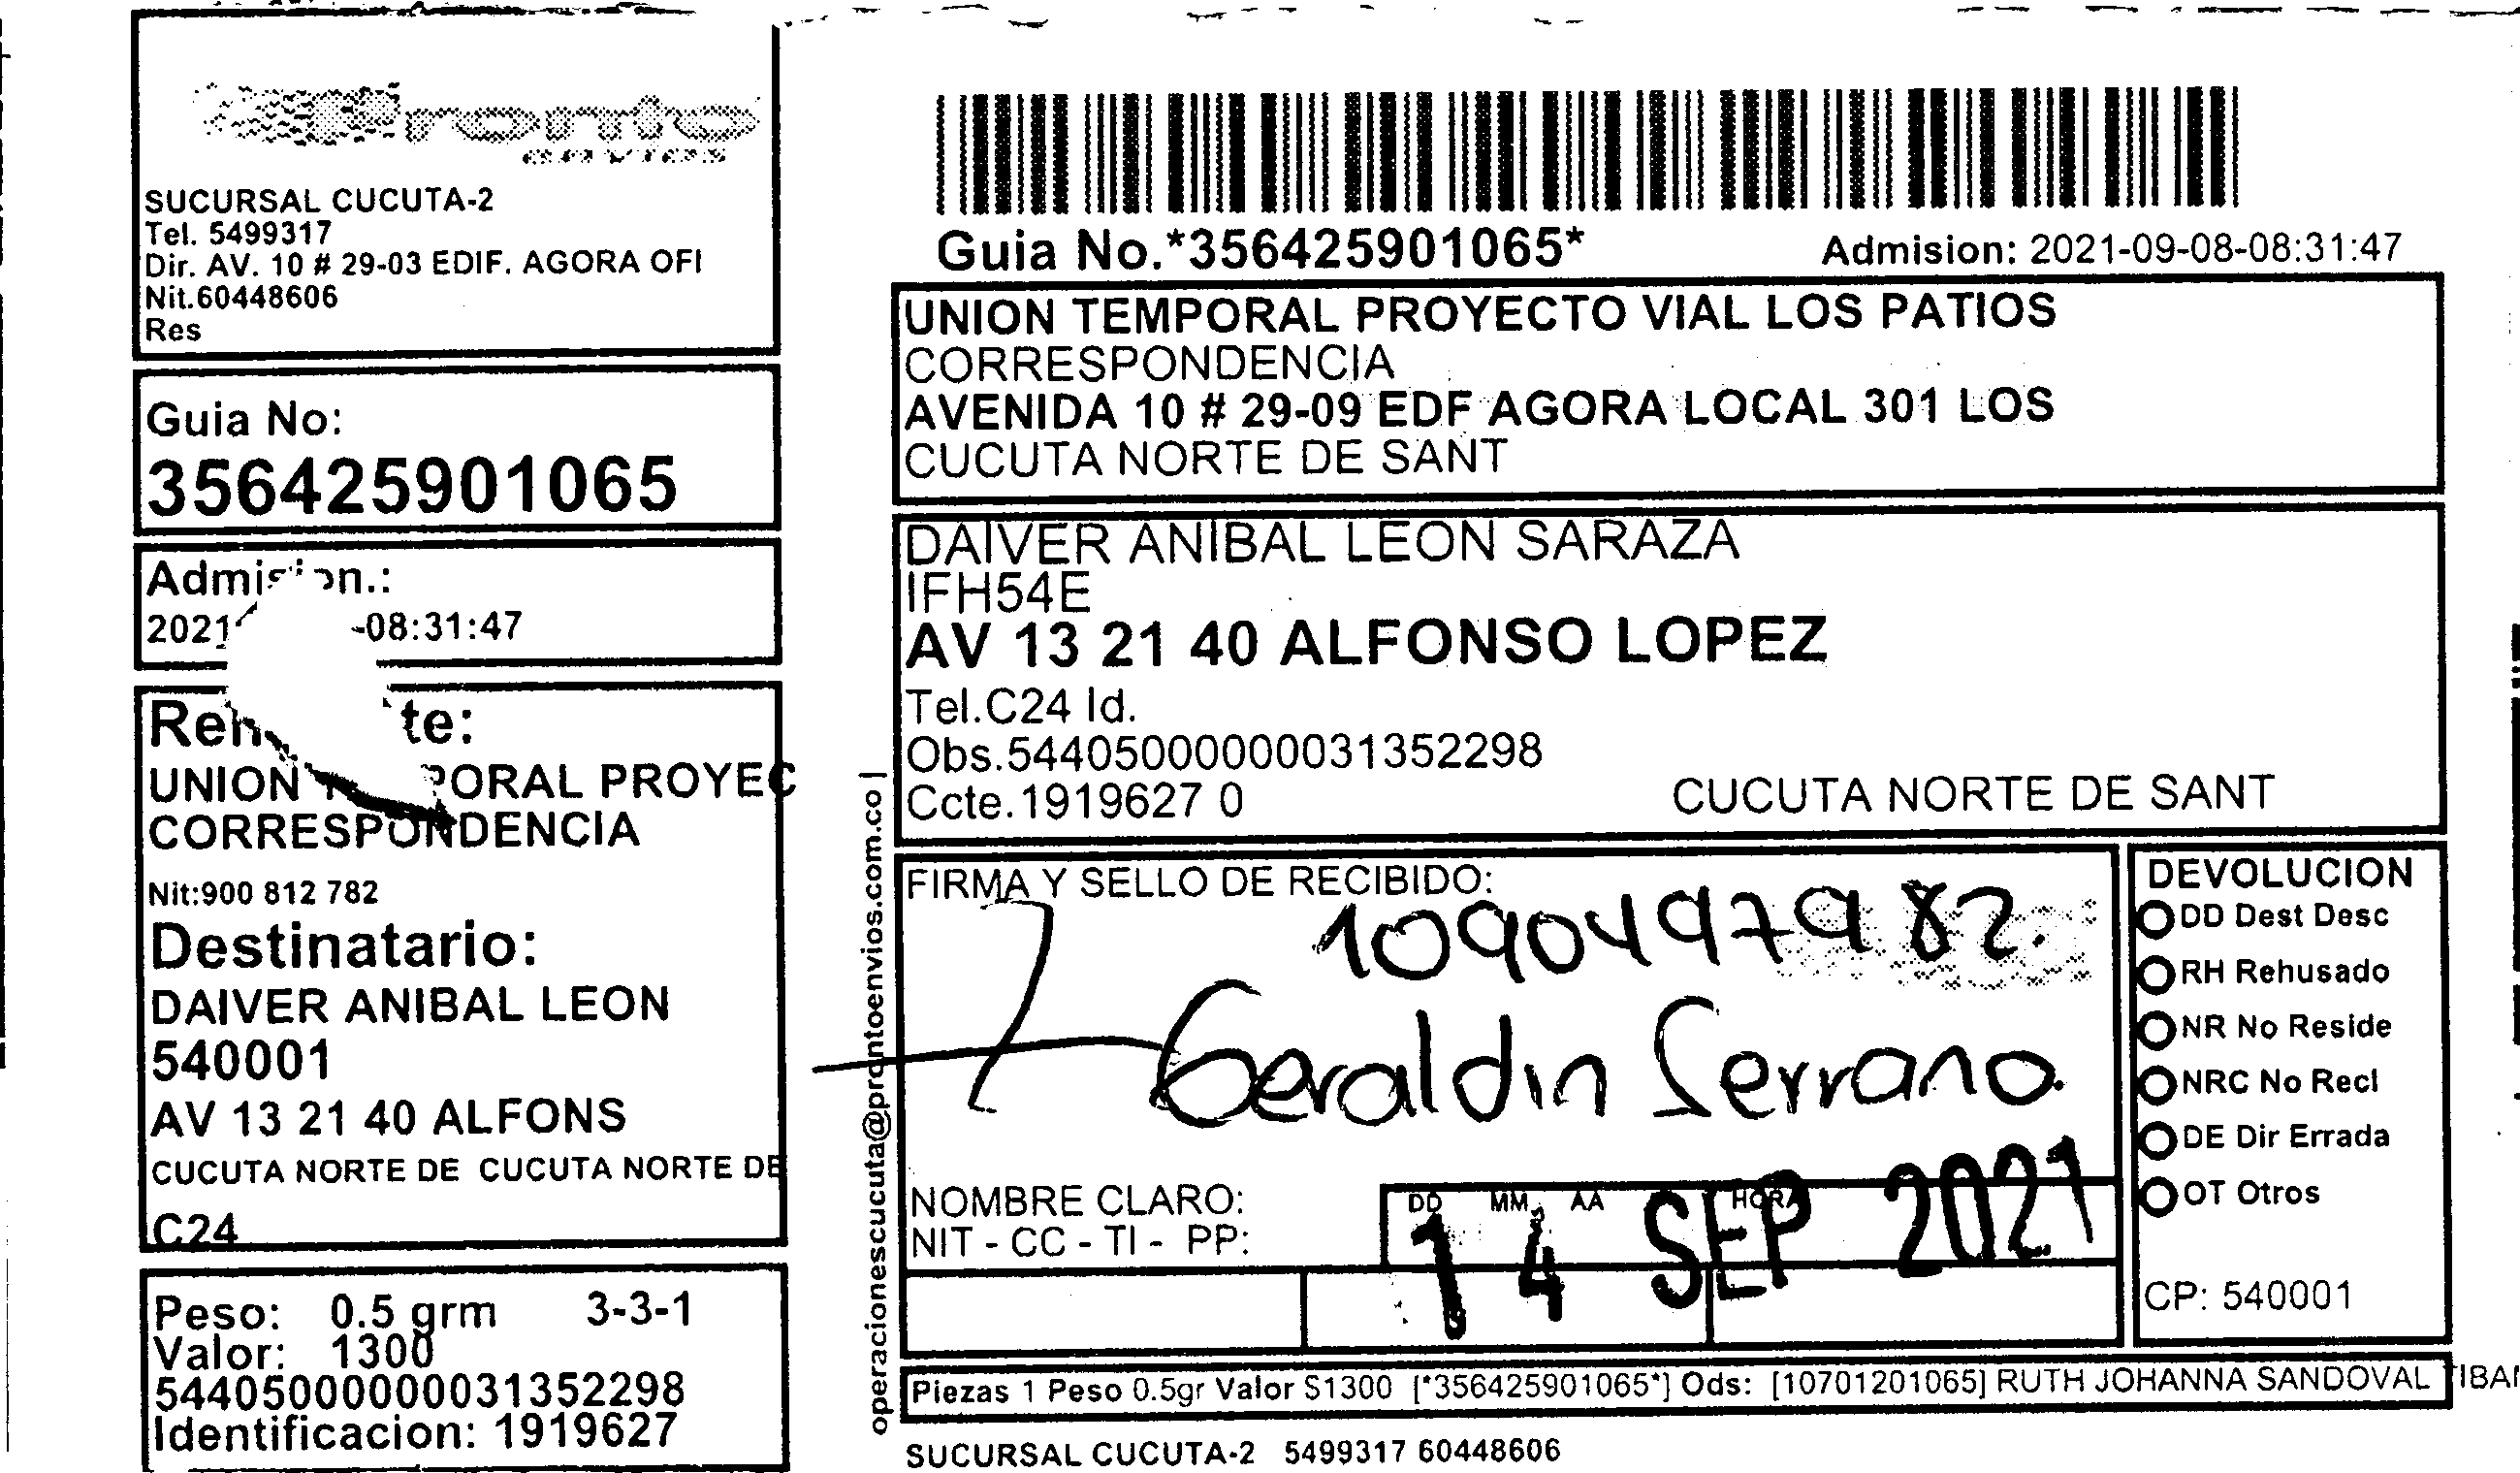 Pronto
SERVICES
SUCURSAL CUCUTA-2
Tel. 5499317
Dir. AV. 10 # 29-03 EDIF. AGORA OFI
Nit.60448606
Res
Guia No:
356425901065
2021 -08:31:47
UNION PROYEC
CORRESPONDENCIA
Nit:900 812 782
Destinatario:
DAIVER ANIBAL LEON
540001
AV 13 21 40 ALFONS
CUCUTA NORTE DE CUCUTA NORTE DE
C24
Peso: 0.5 grm 3-3-1
Valor: 1300
544050000000031352298
Identificacion: 1919627
operacionescucuta@prontoenvios.com.co |
Guia No.*356425901065*
Admision: 2021-09-08-08:31:47
UNION TEMPORAL PROYECTO VIAL LOS PATIOS
CORRESPONDENCIA
AVENIDA 10 # 29-09 EDF AGORA LOCAL 301 LOS
CUCUTA NORTE DE SANT
DAIVER ANIBAL LEON SARAZA
IFH54E
AV 13 21 40 ALFONSO LOPEZ
Tel.C24 Id.
Obs.544050000000031352298
Ccte.1919627 0 CUCUTA NORTE DE SANT
FIRMA Y SELLO DE RECIBIDO:
1090497982.
Geraldin Serrano.
NOMBRE CLARO:
NIT - CC - TI - PP:
DD MM AA HORA
14 SEP 2021
DEVOLUCION
DD Dest Desc
RH Rehusado
NR No Reside
NRC No Recl
DE Dir Errada
OT Otros
CP: 540001
Piezas 1 Peso 0.5gr Valor $1300 [*356425901065*] Ods: [10701201065] RUTH JOHANNA SANDOVAL TIBA
SUCURSAL CUCUTA-2 5499317 60448606